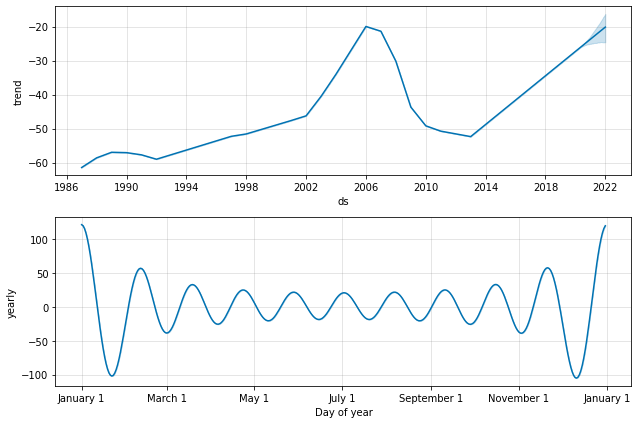 trend
−20
−30
−40
−50
−60
1986 1990 1994 1998 2002 2006 2010 2014 2018 2022
ds
yearly
100
50
0
−50
−100
January 1 March 1 May 1 July 1 September 1 November 1 January 1
Day of year